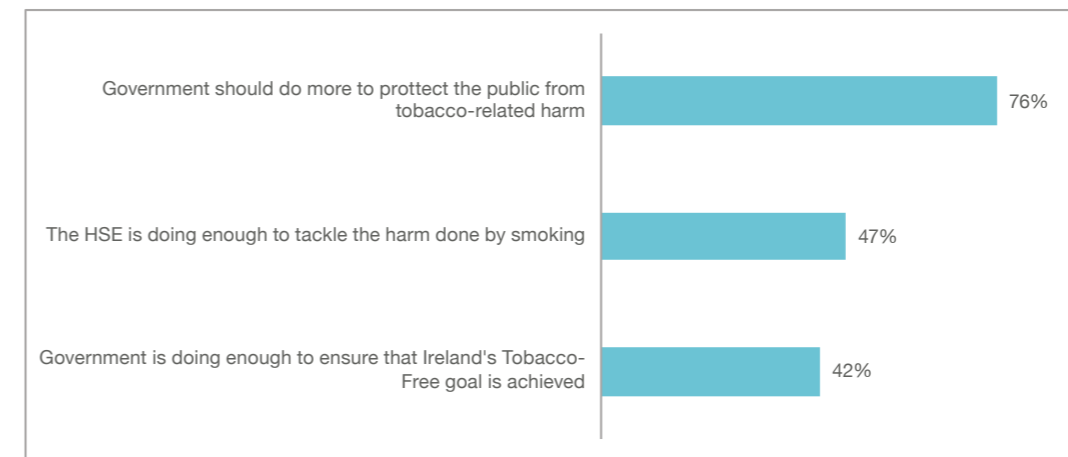 Government should do more to prottect the public from
tobacco-related harm
76%
The HSE is doing enough to tackle the harm done by smoking
47%
Government is doing enough to ensure that Ireland's Tobacco-
Free goal is achieved
42%